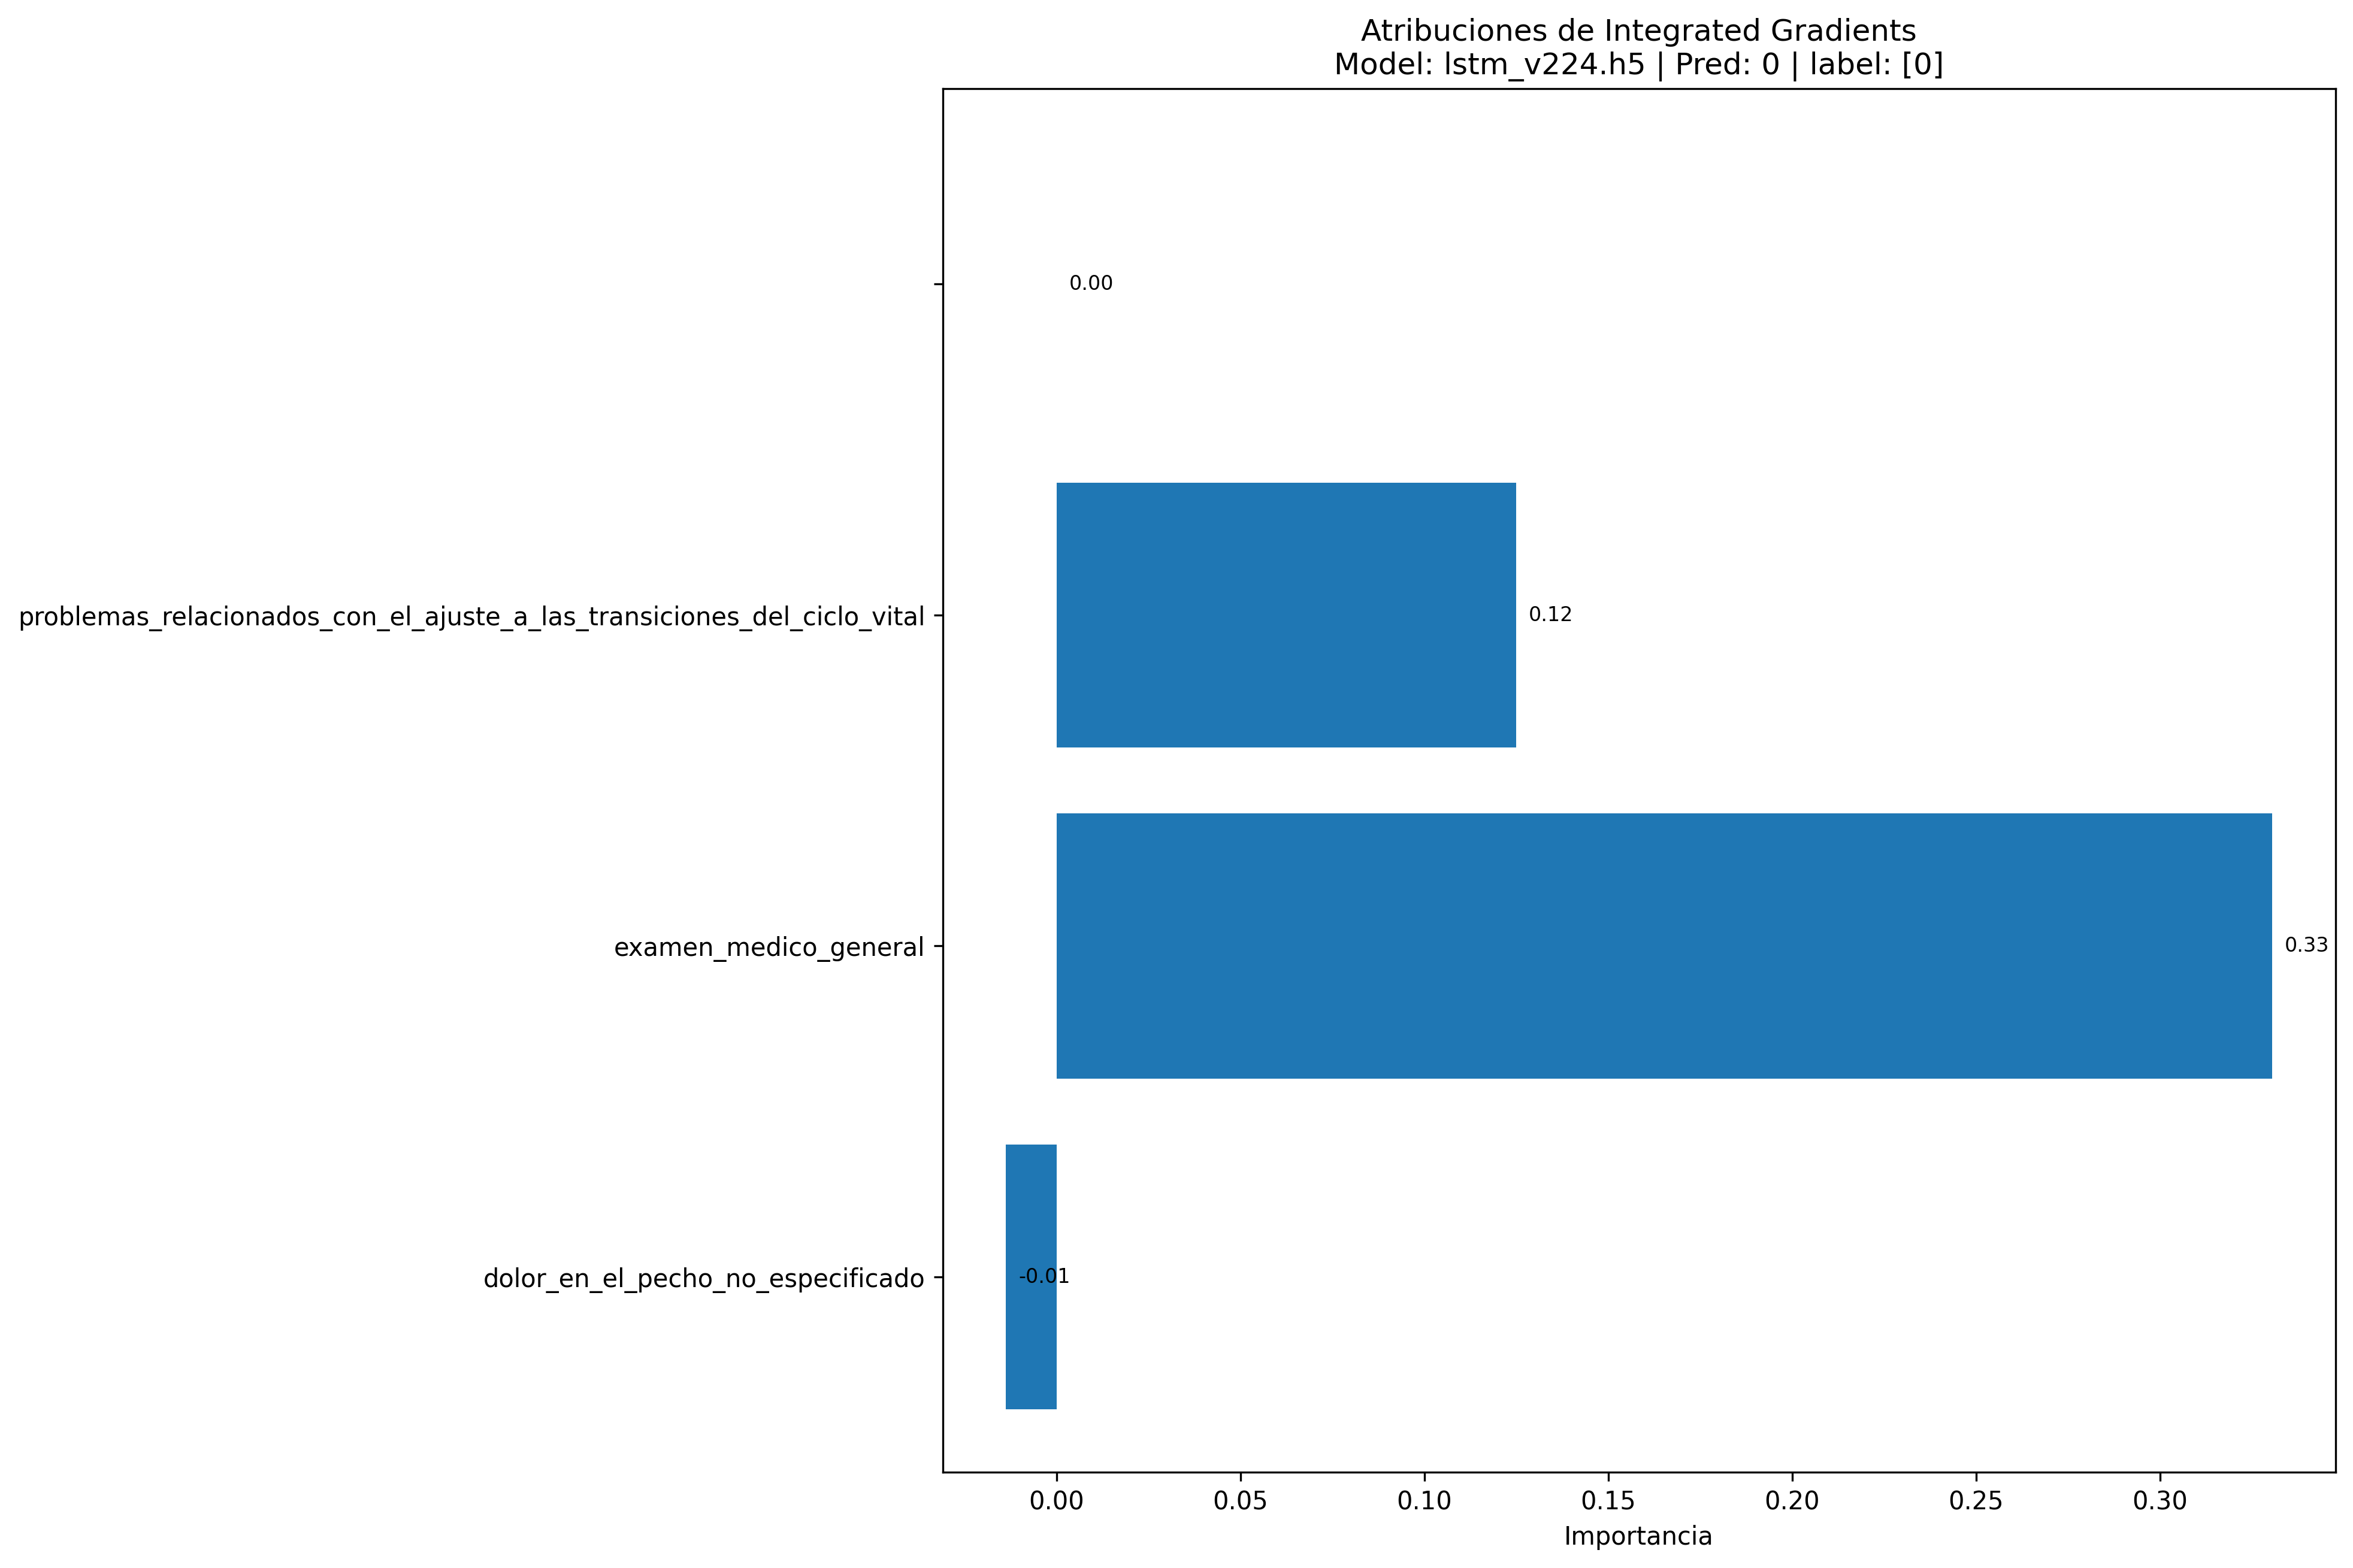 Atribuciones de Integrated Gradients
Model: lstm_v224.h5 | Pred: 0 | label: [0]
0.00
problemas_relacionados_con_el_ajuste_a_las_transiciones_del_ciclo_vital
0.12
examen_medico_general
0.33
dolor_en_el_pecho_no_especificado
-0.01
0.00 0.05 0.10 0.15 0.20 0.25 0.30
Importancia